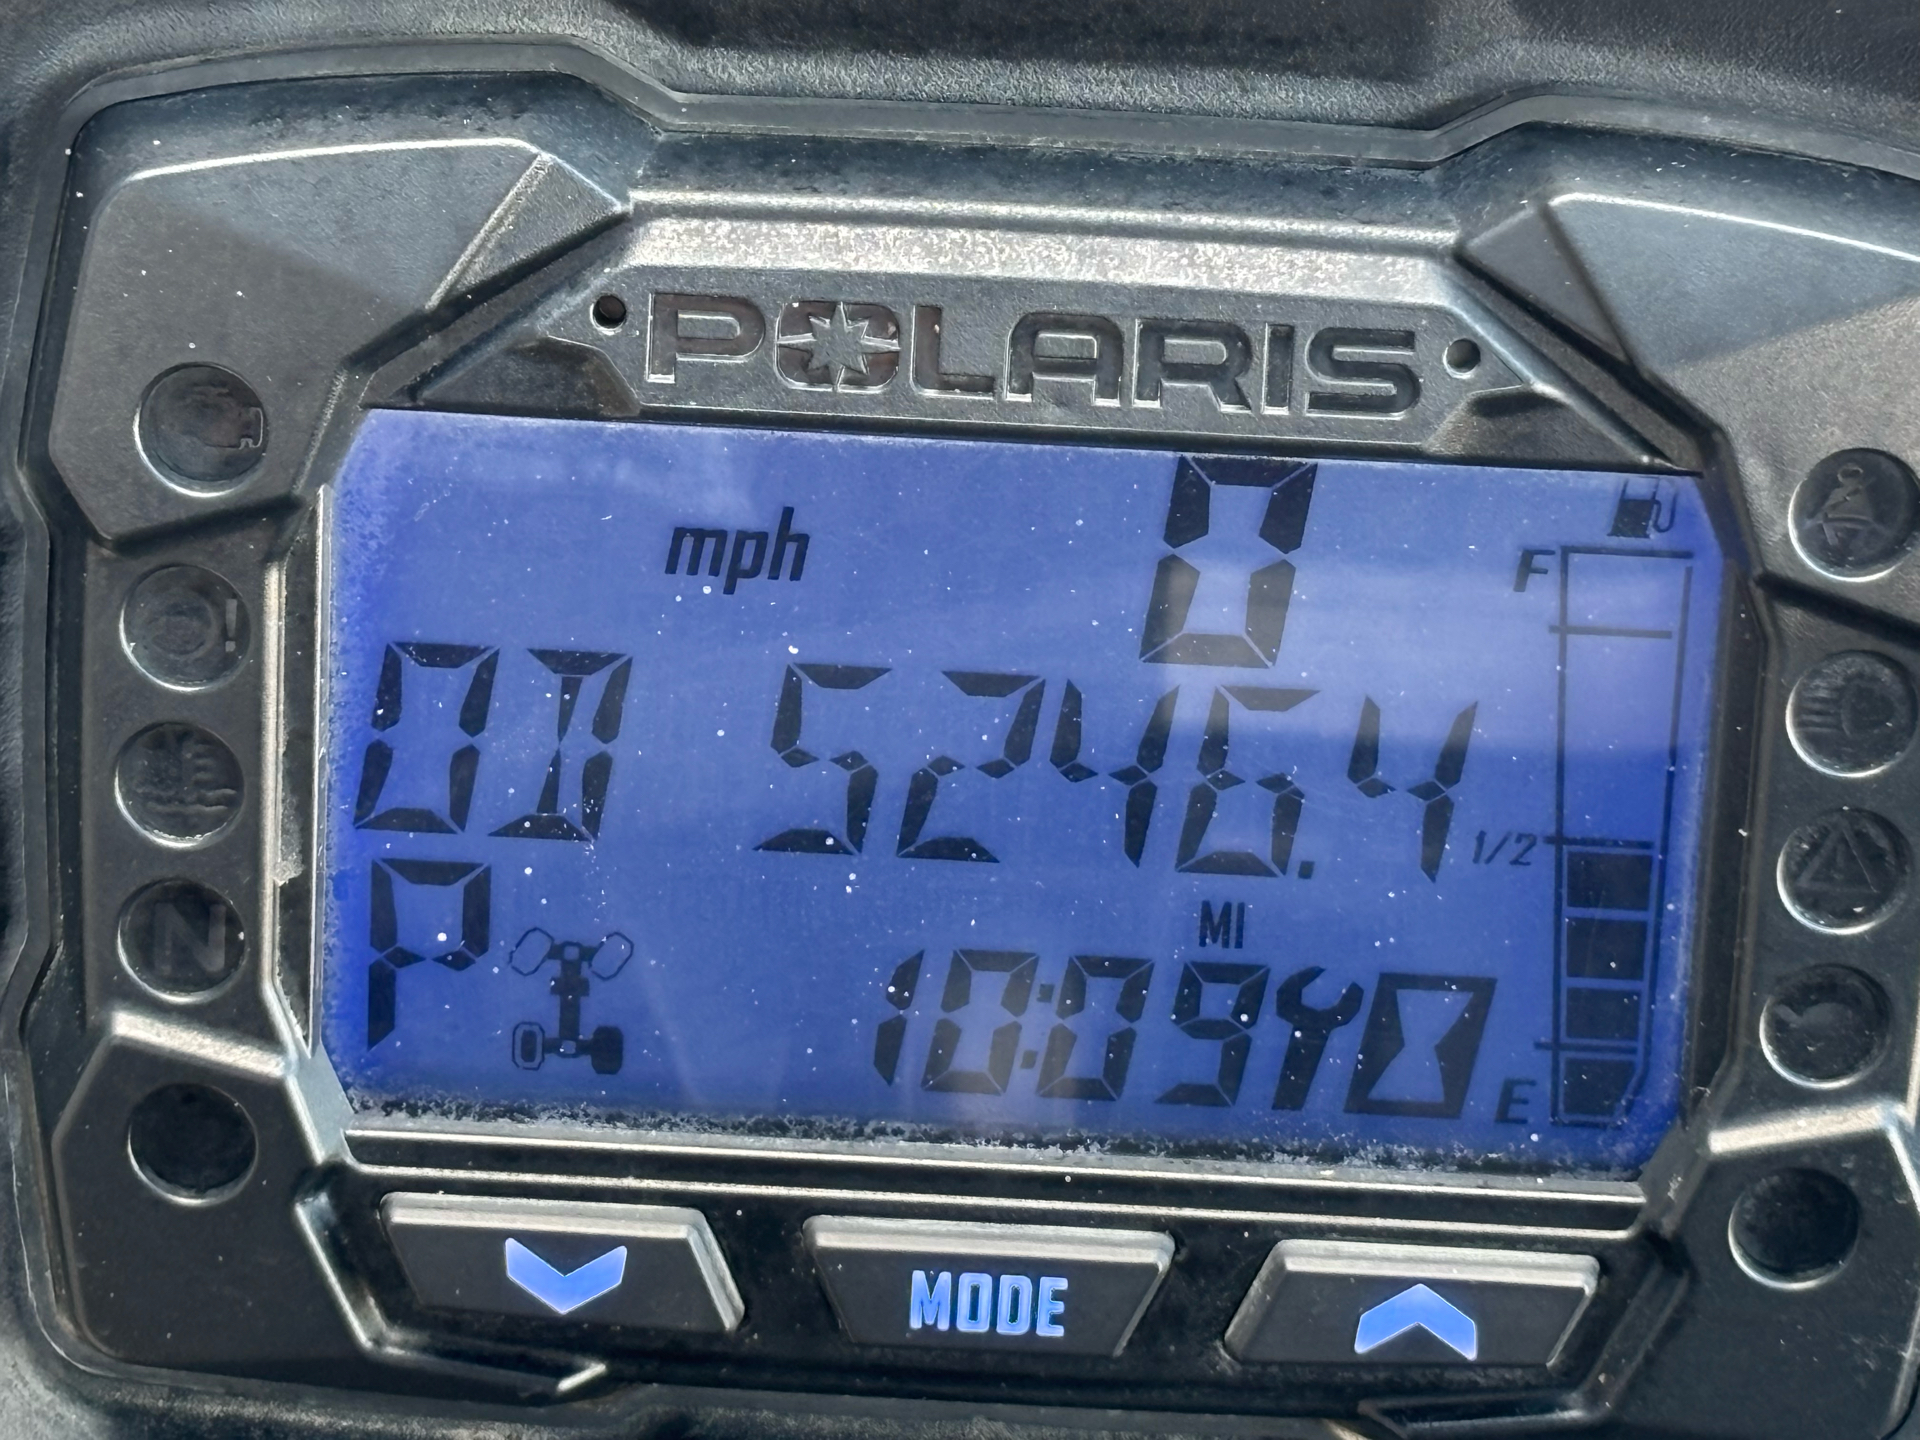 POLARIS
mph 0
F
OD 5246.4
1/2
P
MI
10:09
E
N
MODE